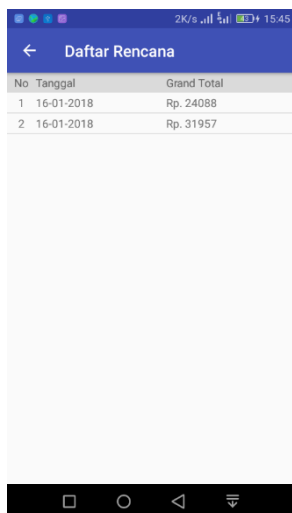 2K/s 15:45
Daftar Rencana
No Tanggal Grand Total
1 16-01-2018 Rp. 24088
2 16-01-2018 Rp. 31957